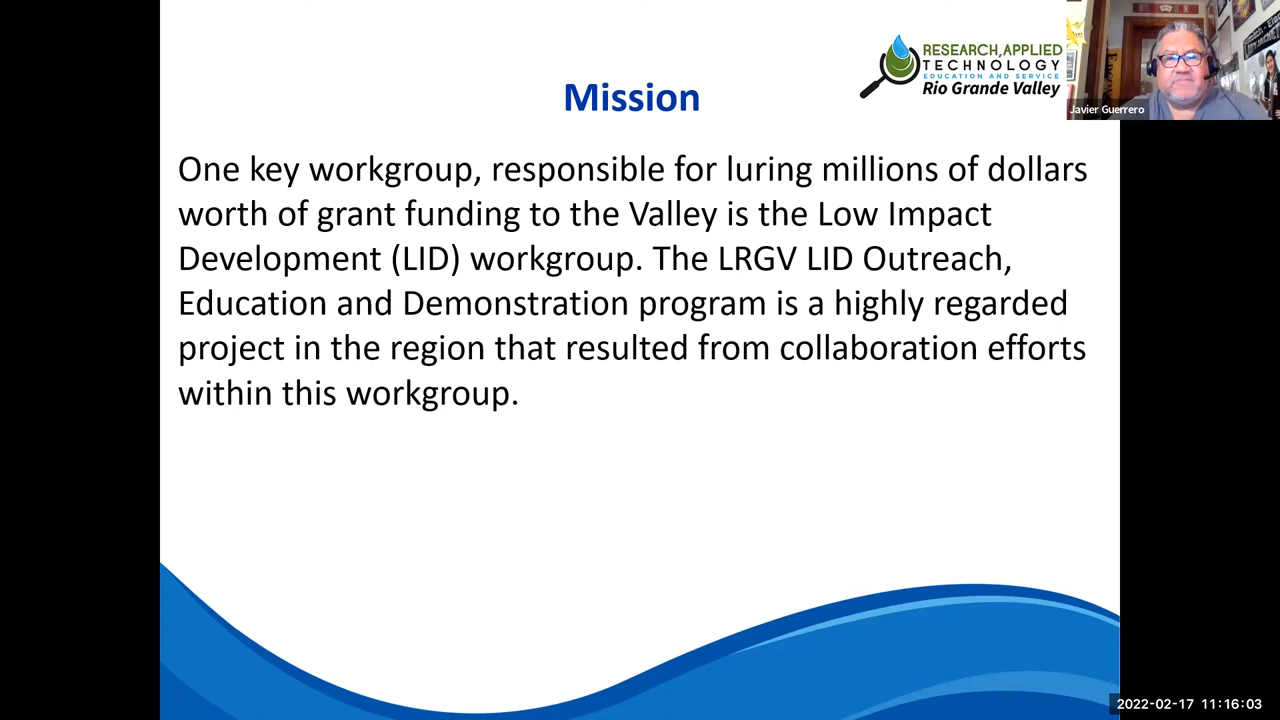 RESEARCH, APPLIED
TECHNOLOGY
EDUCATION AND SERVICE
Rio Grande Valley
Javier Guerrero
Mission
One key workgroup, responsible for luring millions of dollars
worth of grant funding to the Valley is the Low Impact
Development (LID) workgroup. The LRGV LID Outreach,
Education and Demonstration program is a highly regarded
project in the region that resulted from collaboration efforts
within this workgroup.
2022-02-17 11:16:03